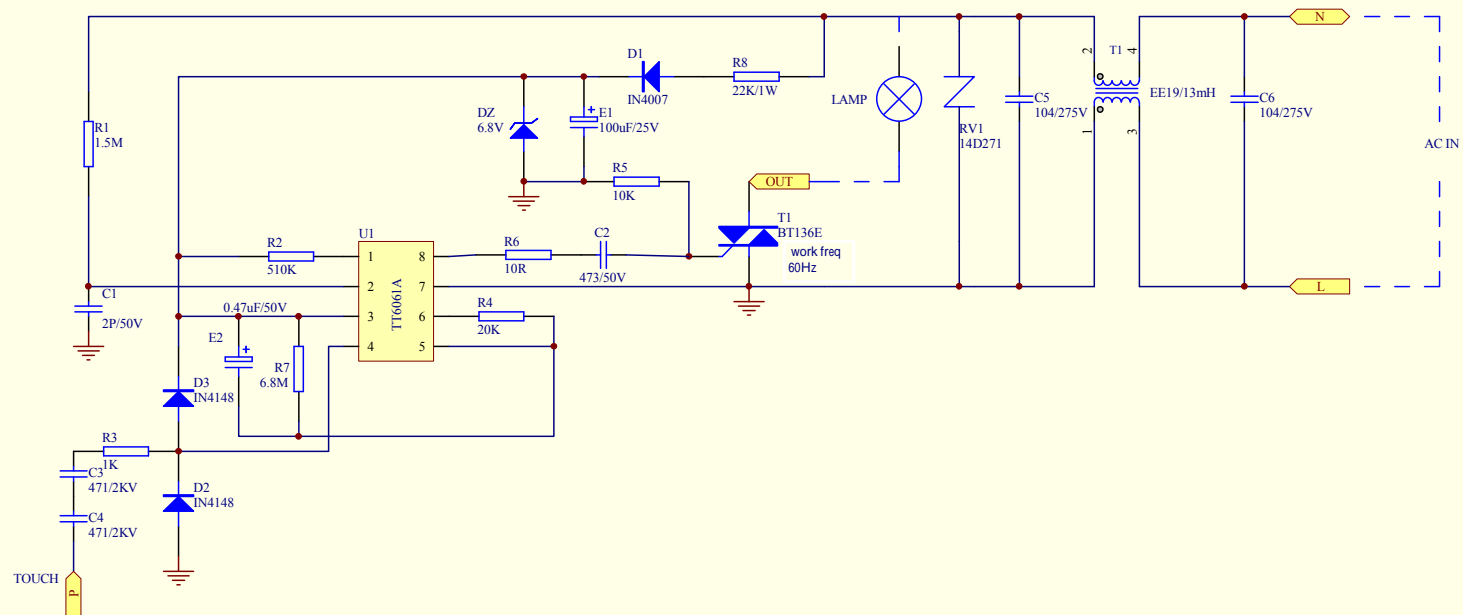 N
D1
R8
22K/1W
IN4007
2
T1
4
LAMP
DZ
6.8V
E1
100uF/25V
C5
104/275V
EE19/13mH
C6
104/275V
R1
1.5M
RV1
14D271
1
3
AC IN
R5
10K
OUT
T1
BT136E
work freq
60Hz
U1
R2
510K
1
8
R6
10R
C2
473/50V
2
7
L
C1
2P/50V
0.47uF/50V
3
6
R4
20K
TT6061A
E2
4
5
R7
6.8M
D3
IN4148
R3
1K
C3
471/2KV
D2
IN4148
C4
471/2KV
TOUCH
P